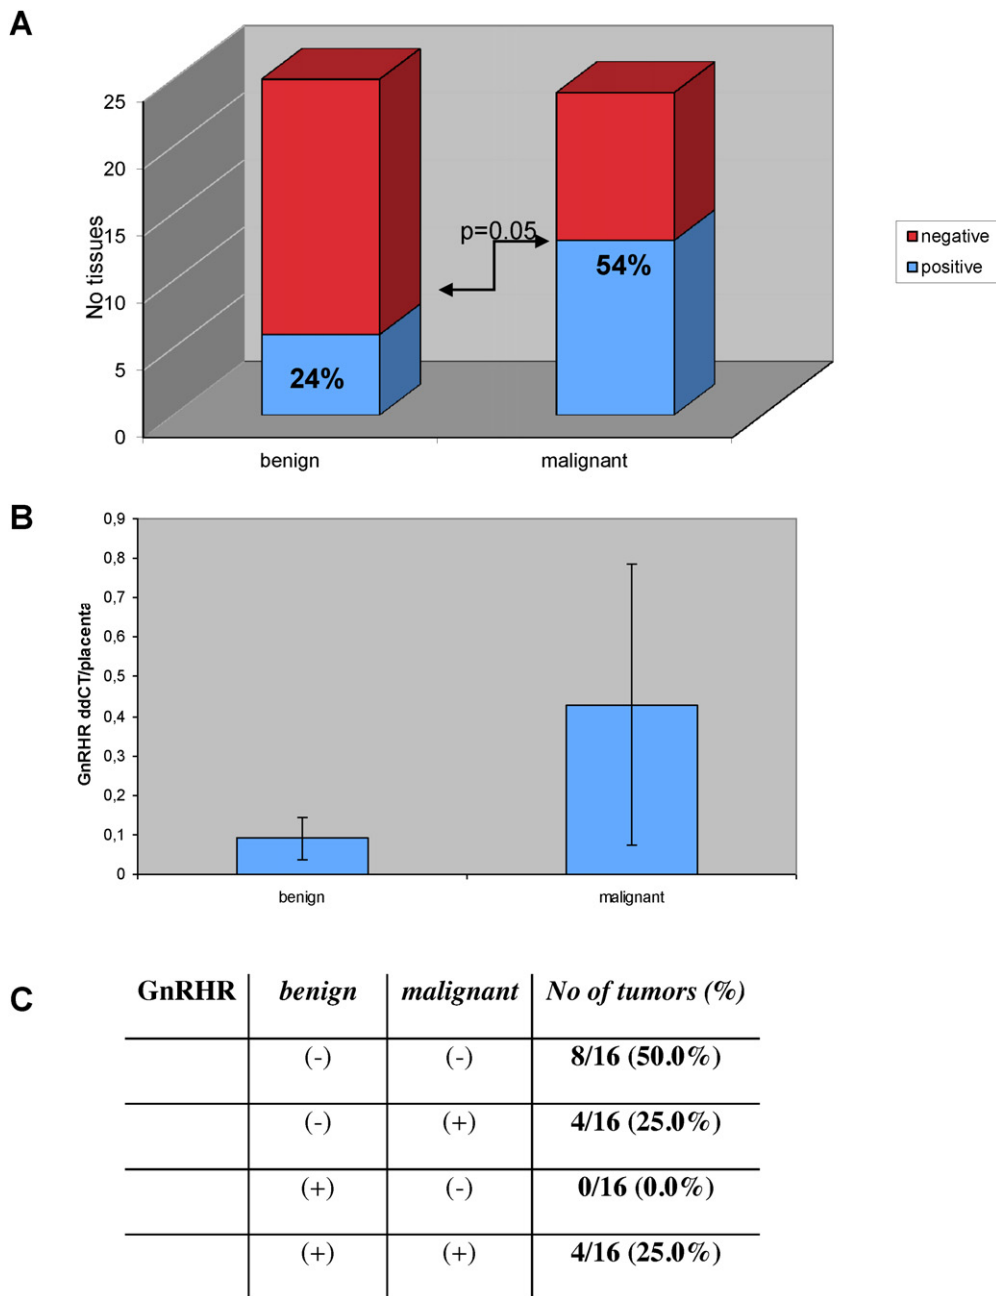 A
25
20
15
10
5
0
No tissues
p=0.05
54%
24%
benign malignant
negative
positive
B
0,9
0,8
0,7
0,6
0,5
0,4
0,3
0,2
0,1
0
GnRHR ddCT/placenta
benign malignant
C
GnRHR benign malignant No of tumors (%)
(-) (-) 8/16 (50.0%)
(-) (+) 4/16 (25.0%)
(+) (-) 0/16 (0.0%)
(+) (+) 4/16 (25.0%)